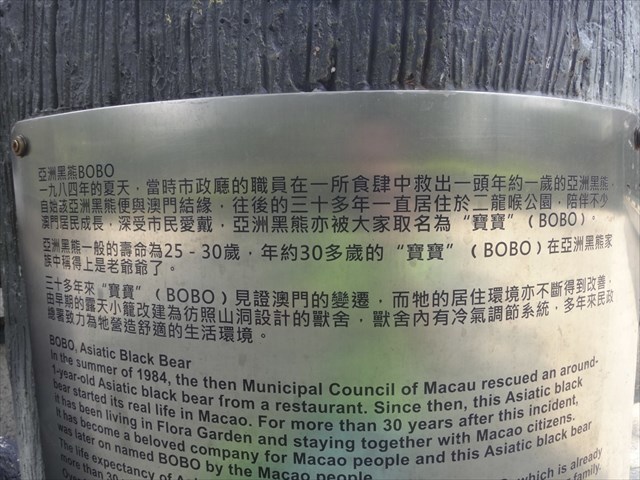 亞洲黑熊BOBO
一九八四年的夏天，當時市政廳的職員在一所食肆中救出一頭年約一歲的亞洲黑熊，
自始該亞洲黑熊便與澳門結緣，往後的三十多年一直居住於二龍喉公園，陪伴不少
澳門居民成長，深受市民愛戴，亞洲黑熊亦被大家取名為“寶寶”（BOBO）。
亞洲黑熊一般的壽命為25-30歲，年約30多歲的“寶寶”（BOBO）在亞洲黑熊家
族中稱得上是老爺爺了。
三十多年來“寶寶”（BOBO）見證澳門的變遷，而牠的居住環境亦不斷得到改善，
由早期的露天小龍改建為仿照山洞設計的獸舍，獸舍內有冷氣調節系統，多年來民政
總署致力為牠營造舒適的生活環境。
BOBO, Asiatic Black Bear
In the summer of 1984, the then Municipal Council of Macau rescued an around-
1-year-old Asiatic black bear from a restaurant. Since then, this Asiatic black
bear started its real life in Macao. For more than 30 years after this incident,
it has been living in Flora Garden and staying together with Macao citizens.
It has become a beloved company for Macao people and this Asiatic black bear
was later on named BOBO by the Macao people.
The life expectancy of which is already
more than 30 family.